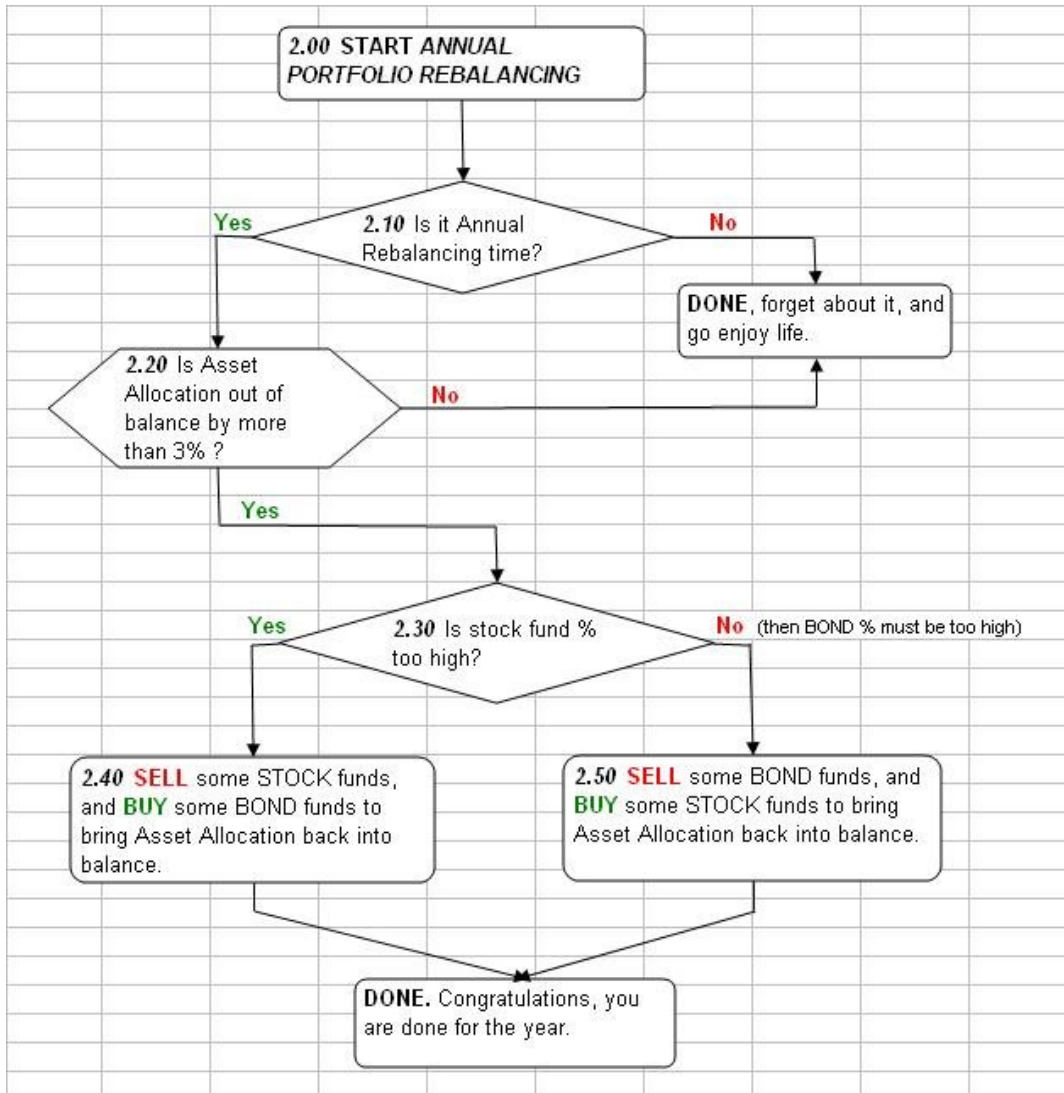 2.00 START ANNUAL
PORTFOLIO REBALANCING
Yes
2.10 Is it Annual
Rebalancing time?
No
DONE, forget about it, and
go enjoy life.
2.20 Is Asset
Allocation out of
balance by more
than 3% ?
No
Yes
Yes
2.30 Is stock fund %
too high?
No (then BOND % must be too high)
2.40 SELL some STOCK funds,
and BUY some BOND funds to
bring Asset Allocation back into
balance.
2.50 SELL some BOND funds, and
BUY some STOCK funds to bring
Asset Allocation back into balance.
DONE. Congratulations, you
are done for the year.